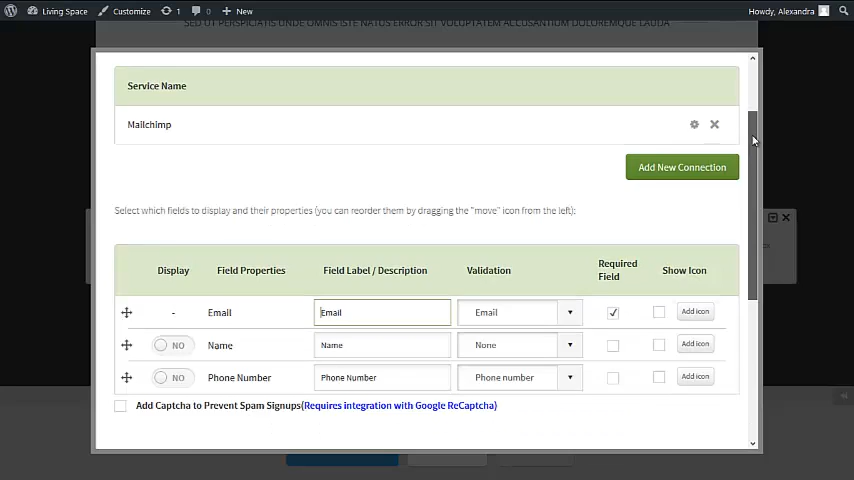 Living Space Customize 1 0 New Howdy, Alexandra
SED UT PERSPICIATIS UNDE OMNIS ISTE NATUS ERROR SIT VOLUPTATEM ACCUSANTIUM DOLOREMQUE LAUDA
Service Name
Mailchimp
Add New Connection
Select which fields to display and their properties (you can reorder them by dragging the "move" icon from the left):
Display Field Properties Field Label / Description Validation Required Field Show Icon
- Email Email Email Add icon
NO Name Name None Add icon
NO Phone Number Phone Number Phone number Add icon
Add Captcha to Prevent Spam Signups(Requires integration with Google ReCaptcha)